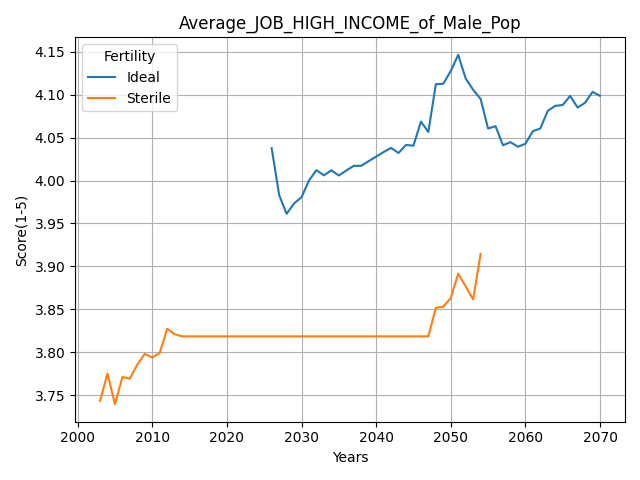 Average_JOB_HIGH_INCOME_of_Male_Pop
Fertility
Ideal
Sterile
Score(1-5)
4.15
4.10
4.05
4.00
3.95
3.90
3.85
3.80
3.75
2000 2010 2020 2030 2040 2050 2060 2070
Years